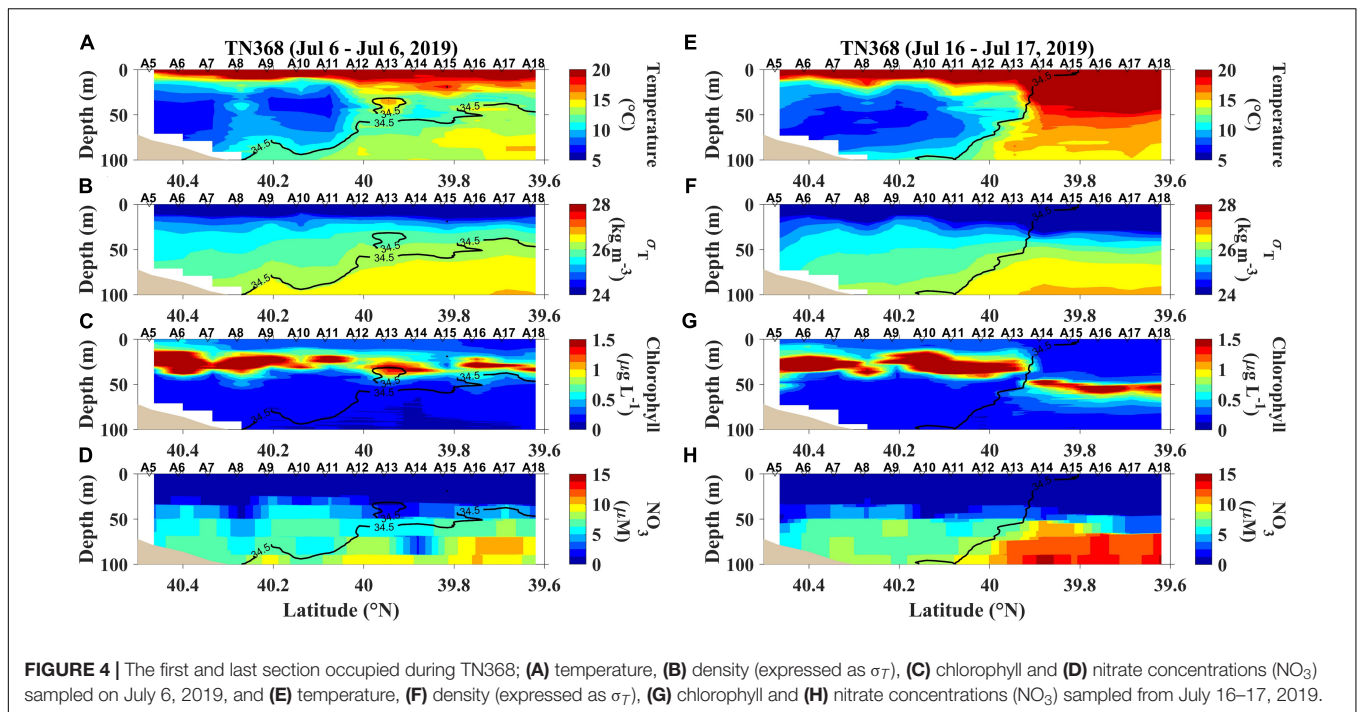 A
TN368 (Jul 6 - Jul 6, 2019)
A5 A6 A7 A8 A9 A10 A11 A12 A13 A14 A15 A16 A17 A18
0
50
100
Depth (m)
34.5
34.5
34.5
40.4 40.2 40 39.8 39.6
20
15
10
5
Temperature
(°C)
B
A5 A6 A7 A8 A9 A10 A11 A12 A13 A14 A15 A16 A17 A18
0
50
100
Depth (m)
34.5
34.5
34.5
34.5
40.4 40.2 40 39.8 39.6
28
26
24
σT
(kg m-3)
C
A5 A6 A7 A8 A9 A10 A11 A12 A13 A14 A15 A16 A17 A18
0
50
100
Depth (m)
34.5
34.5
34.5
34.5
40.4 40.2 40 39.8 39.6
1.5
1
0.5
0
Chlorophyll
(μg L-1)
D
A5 A6 A7 A8 A9 A10 A11 A12 A13 A14 A15 A16 A17 A18
0
50
100
Depth (m)
34.5
34.5
34.5
34.5
40.4 40.2 40 39.8 39.6
Latitude (°N)
15
10
5
0
NO3
(μM)
E
TN368 (Jul 16 - Jul 17, 2019)
A5 A6 A7 A8 A9 A10 A11 A12 A13 A14 A15 A16 A17 A18
0
50
100
Depth (m)
34.5
40.4 40.2 40 39.8 39.6
20
15
10
5
Temperature
(°C)
F
A5 A6 A7 A8 A9 A10 A11 A12 A13 A14 A15 A16 A17 A18
0
50
100
Depth (m)
34.5
40.4 40.2 40 39.8 39.6
28
26
24
σT
(kg m-3)
G
A5 A6 A7 A8 A9 A10 A11 A12 A13 A14 A15 A16 A17 A18
0
50
100
Depth (m)
34.5
40.4 40.2 40 39.8 39.6
1.5
1
0.5
0
Chlorophyll
(μg L-1)
H
A5 A6 A7 A8 A9 A10 A11 A12 A13 A14 A15 A16 A17 A18
0
50
100
Depth (m)
34.5
40.4 40.2 40 39.8 39.6
Latitude (°N)
15
10
5
0
NO3
(μM)
FIGURE 4 | The first and last section occupied during TN368; (A) temperature, (B) density (expressed as σT), (C) chlorophyll and (D) nitrate concentrations (NO3)
sampled on July 6, 2019, and (E) temperature, (F) density (expressed as σT), (G) chlorophyll and (H) nitrate concentrations (NO3) sampled from July 16–17, 2019.